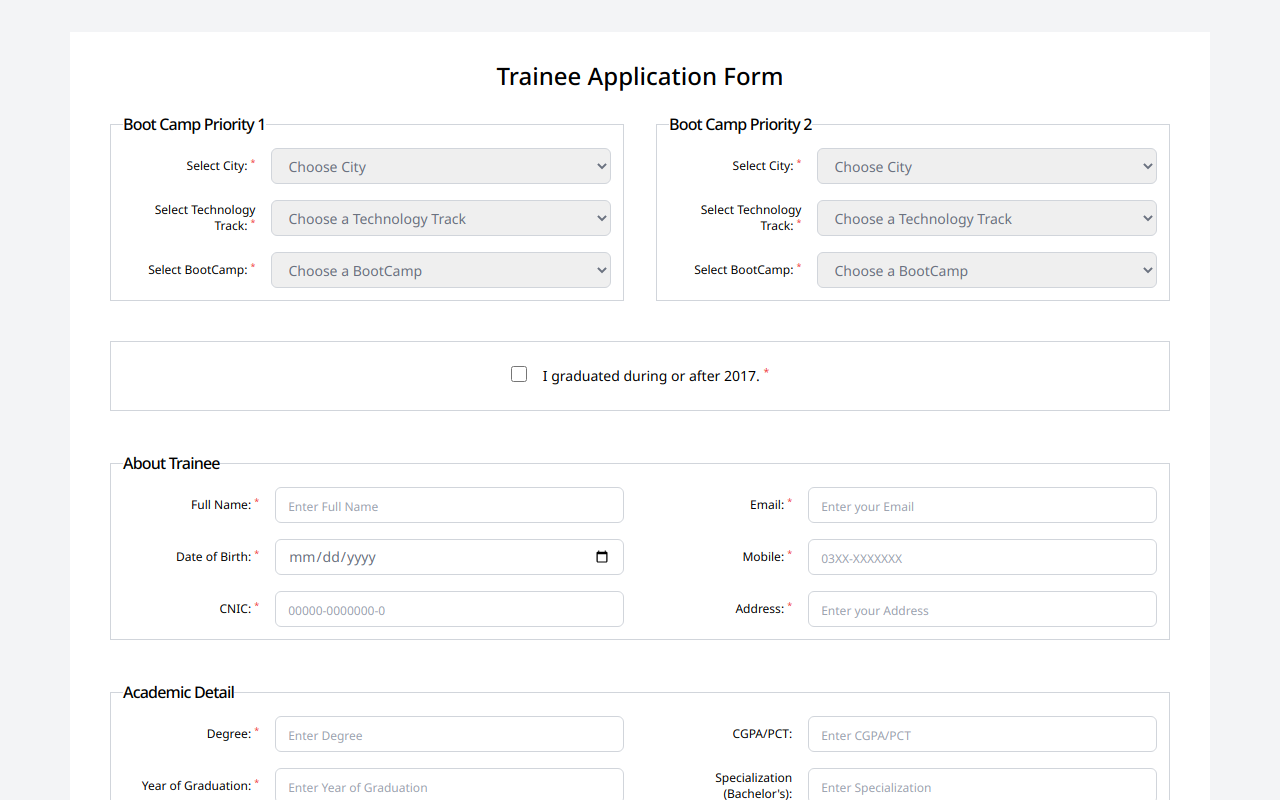 Trainee Application Form
Boot Camp Priority 1
Select City: *
Choose City
Select Technology
Track: *
Choose a Technology Track
Select BootCamp: *
Choose a BootCamp
Boot Camp Priority 2
Select City: *
Choose City
Select Technology
Track: *
Choose a Technology Track
Select BootCamp: *
Choose a BootCamp
I graduated during or after 2017. *
About Trainee
Full Name: *
Enter Full Name
Email: *
Enter your Email
Date of Birth: *
mm/dd/yyyy
Mobile: *
03XX-XXXXXXX
CNIC: *
00000-0000000-0
Address: *
Enter your Address
Academic Detail
Degree: *
Enter Degree
CGPA/PCT:
Enter CGPA/PCT
Year of Graduation: *
Enter Year of Graduation
Specialization
(Bachelor's):
Enter Specialization